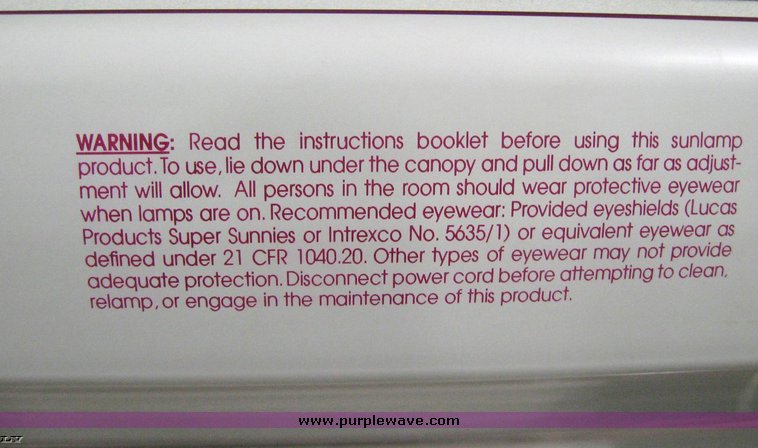 WARNING: Read the instructions booklet before using this sunlamp
product. To use, lie down under the canopy and pull down as far as adjust-
ment will allow. All persons in the room should wear protective eyewear
when lamps are on. Recommended eyewear: Provided eyeshields (Lucas
Products Super Sunnies or Intrexco No. 5635/1) or equivalent eyewear as
defined under 21 CFR 1040.20. Other types of eyewear may not provide
adequate protection. Disconnect power cord before attempting to clean,
relamp, or engage in the maintenance of this product.
www.purplewave.com